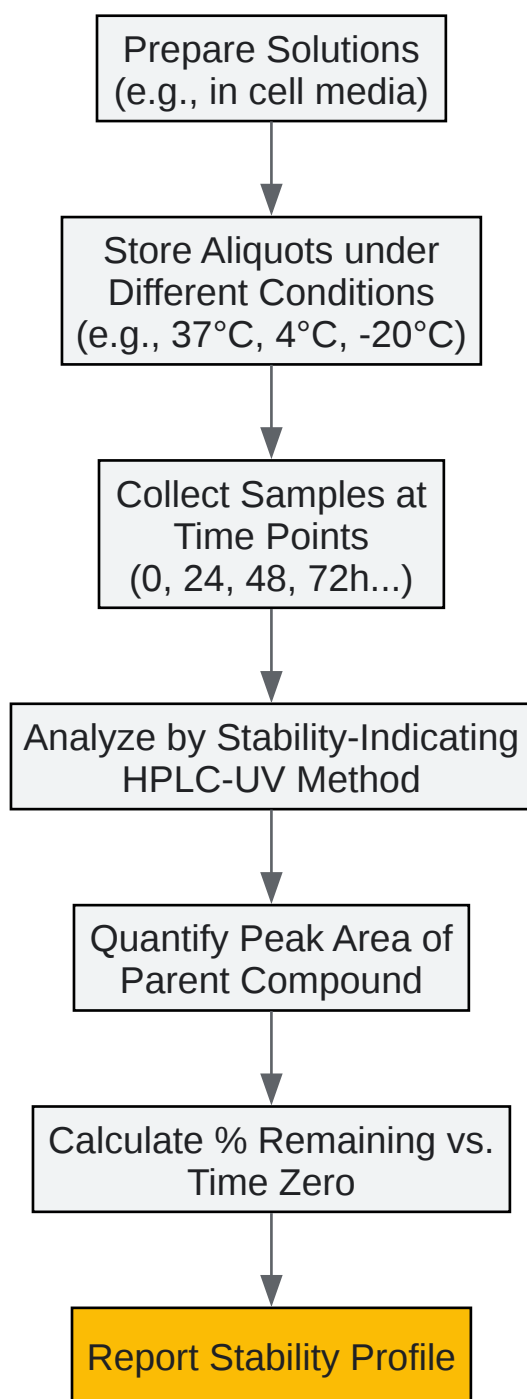 Prepare Solutions
(e.g., in cell media)
Store Aliquots under
Different Conditions
(e.g., 37°C, 4°C, -20°C)
Collect Samples at
Time Points
(0, 24, 48, 72h...)
Analyze by Stability-Indicating
HPLC-UV Method
Quantify Peak Area of
Parent Compound
Calculate % Remaining vs.
Time Zero
Report Stability Profile